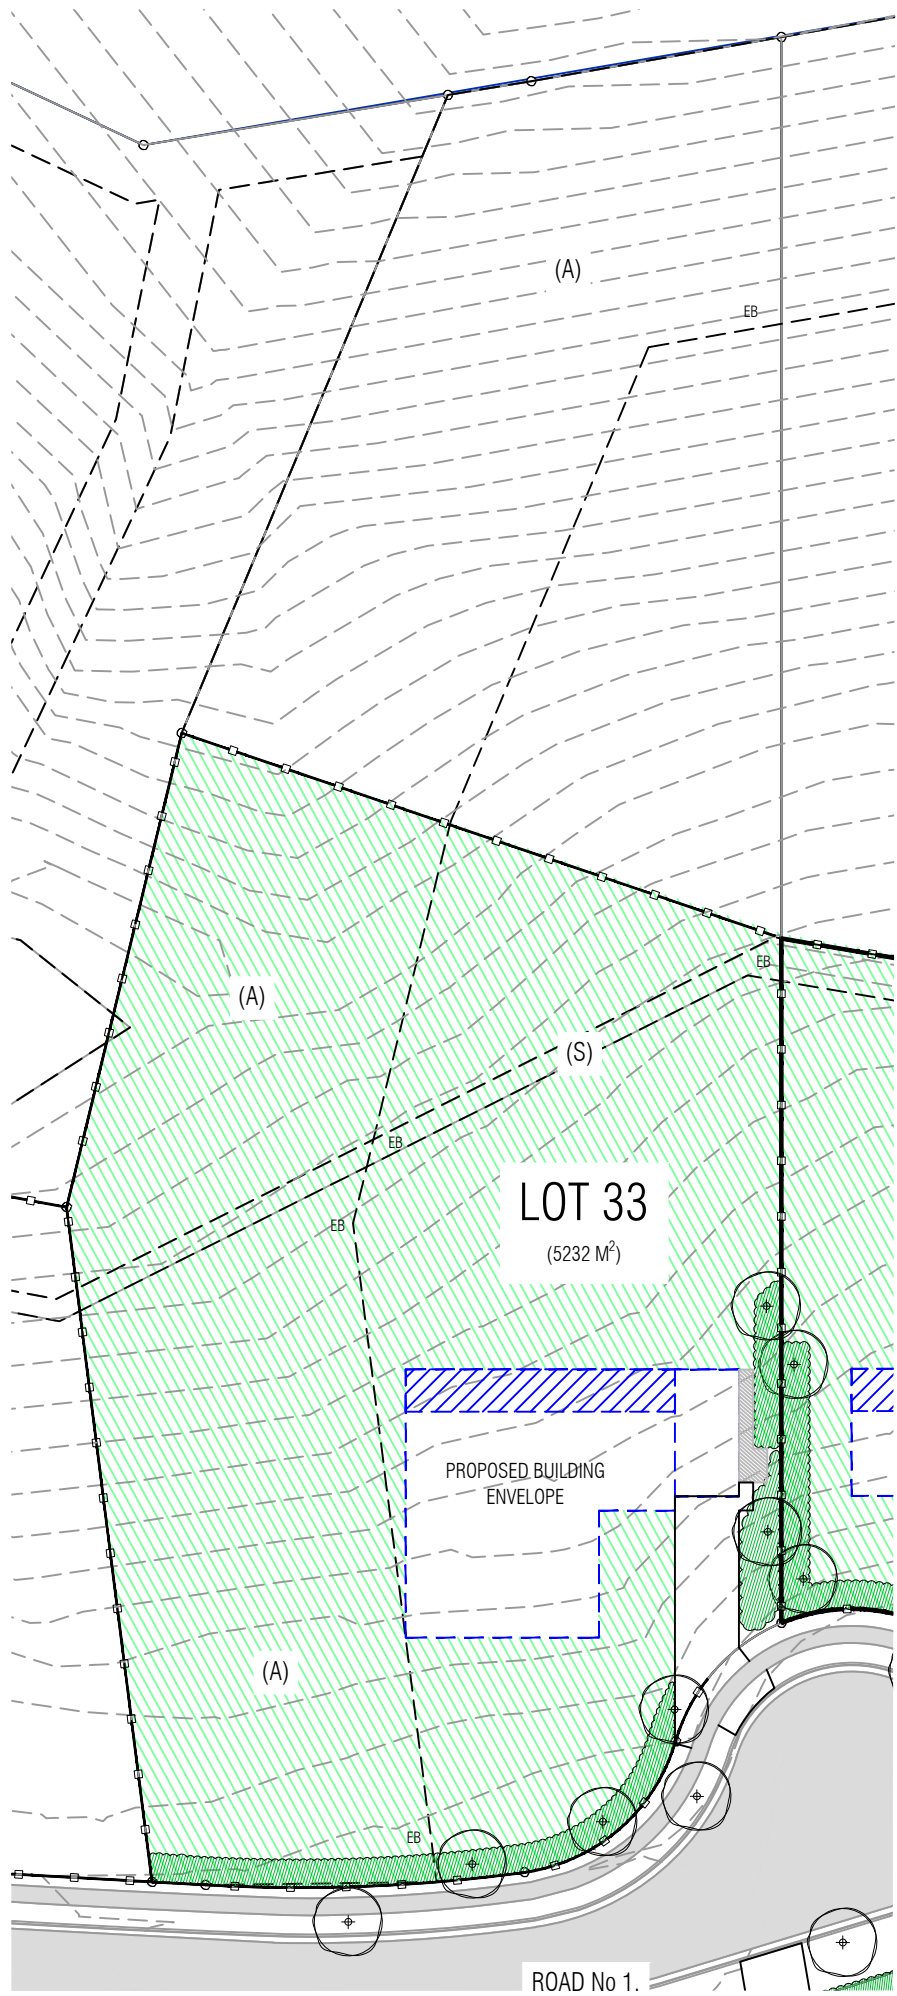 (A)
EB
EB
(A)
(S)
EB
LOT 33
EB
(5232 M²)
PROPOSED BUILDING
ENVELOPE
(A)
EB
ROAD No 1.